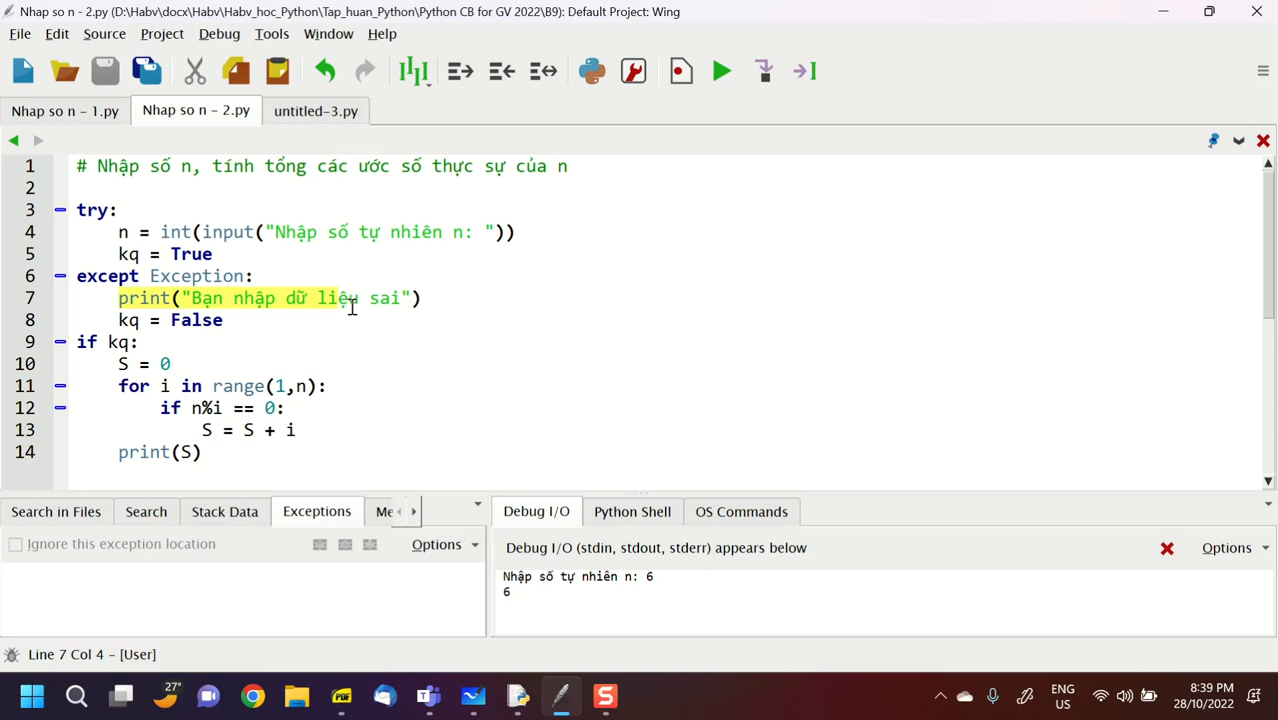 Nhap so n - 2.py (D:\Habv\docx\Habv\Habv_hoc_Python\Tap_huan_Python\Python CB for GV 2022\B9): Default Project: Wing
File Edit Source Project Debug Tools Window Help
Nhap so n - 1.py Nhap so n - 2.py untitled-3.py
1 # Nhập số n, tính tổng các ước số thực sự của n
2
3 try:
4 n = int(input("Nhập số tự nhiên n: "))
5 kq = True
6 except Exception:
7 print("Bạn nhập dữ liệu sai")
8 kq = False
9 if kq:
10 S = 0
11 for i in range(1,n):
12 if n%i == 0:
13 S = S + i
14 print(S)
Search in Files Search Stack Data Exceptions Me Debug I/O Python Shell OS Commands
Ignore this exception location Options Debug I/O (stdin, stdout, stderr) appears below Options
Nhập số tự nhiên n: 6
6
Line 7 Col 4 - [User]
27°
PDF
S
ENG
US
8:39 PM
28/10/2022